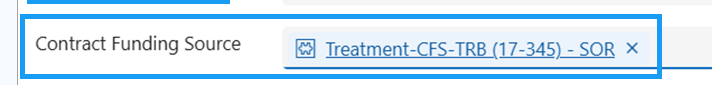 Contract Funding Source Treatment-CFS-TRB (17-345) - SOR ×